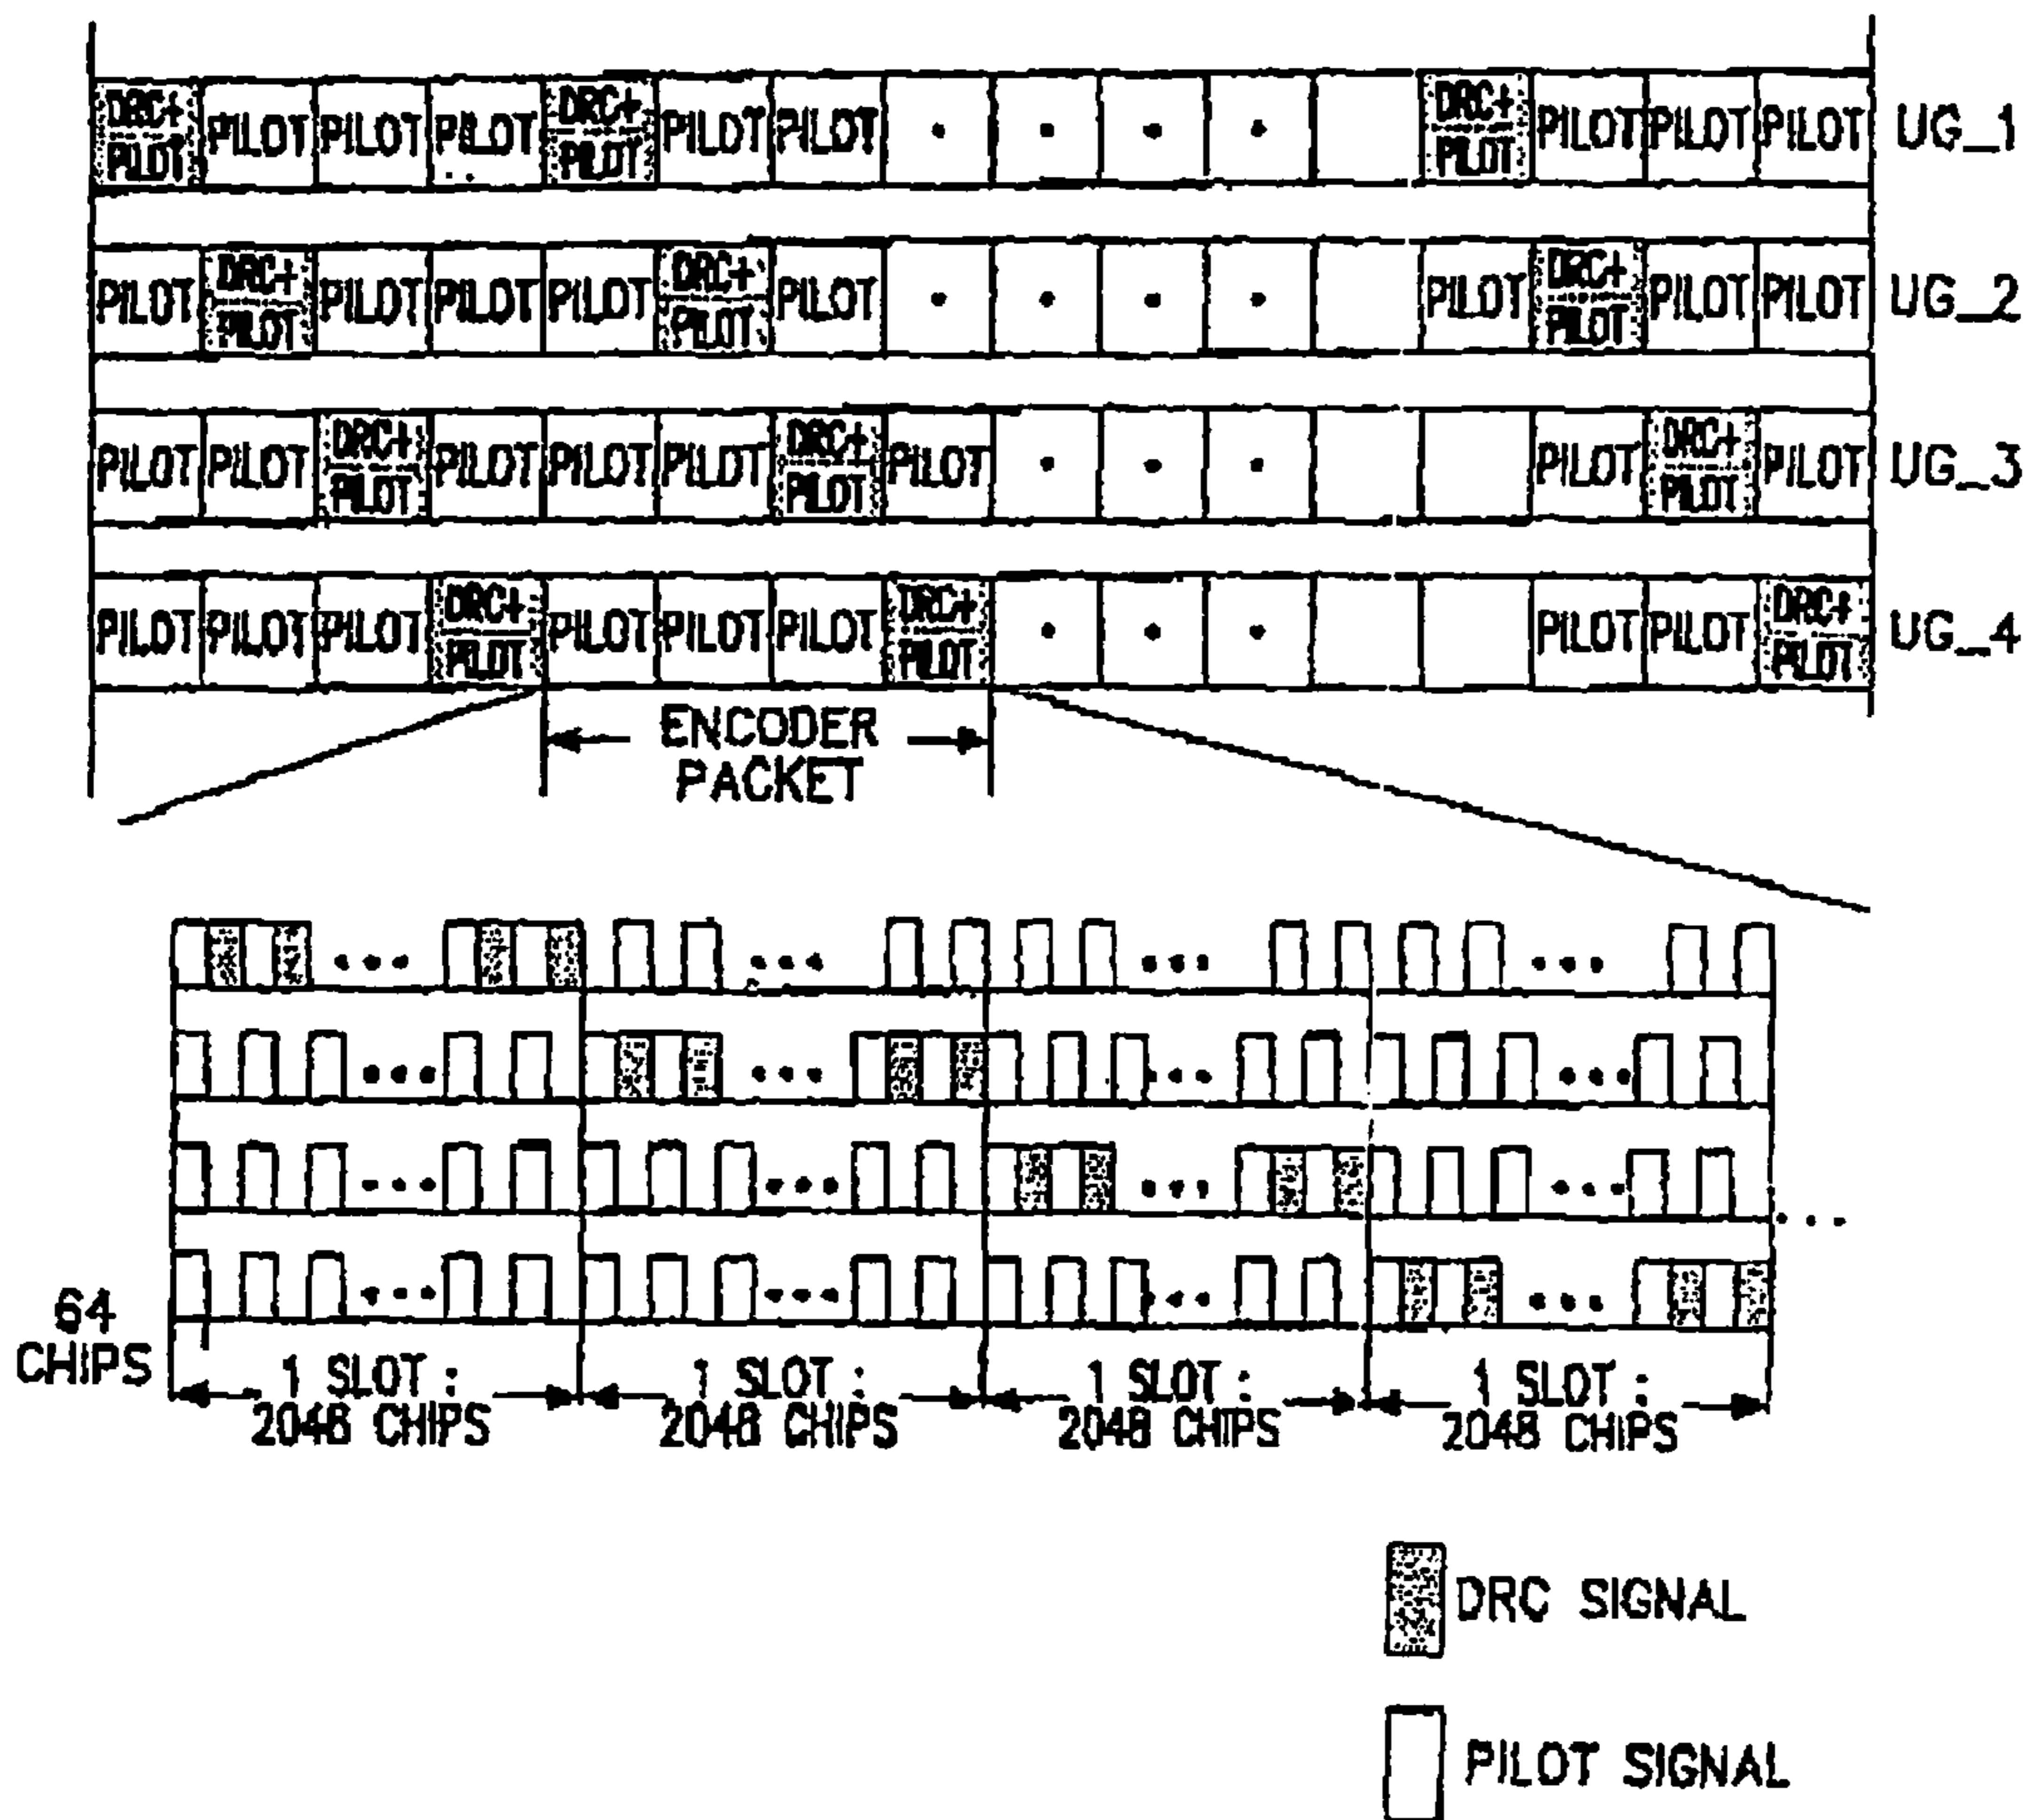 DRC+ PILOT PILOT PILOT PILOT DRC+ PILOT PILOT PILOT • • • • DRC+ PILOT PILOT PILOT PILOT UG_1
PILOT DRC+ PILOT PILOT PILOT PILOT DRC+ PILOT PILOT • • • • PILOT DRC+ PILOT PILOT PILOT UG_2
PILOT PILOT DRC+ PILOT PILOT PILOT PILOT DRC+ PILOT PILOT • • • PILOT DRC+ PILOT PILOT UG_3
PILOT PILOT PILOT DRC+ PILOT PILOT PILOT PILOT DRC+ PILOT • • • PILOT PILOT DRC+ PILOT UG_4
ENCODER
PACKET
64
CHIPS
1 SLOT :
2048 CHIPS
1 SLOT :
2048 CHIPS
1 SLOT :
2048 CHIPS
1 SLOT :
2048 CHIPS
DRC SIGNAL
PILOT SIGNAL